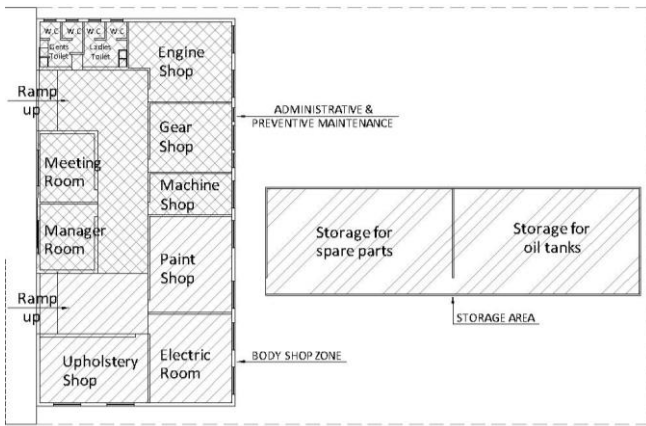 W.C
W.C
W.C
W.C
Gents
Toilet
Ladies
Toilet
Engine
Shop
Ramp
up
ADMINISTRATIVE &
PREVENTIVE MAINTENANCE
Gear
Shop
Meeting
Room
Machine
Shop
Manager
Room
Storage for
spare parts
Storage for
oil tanks
Paint
Shop
Ramp
up
STORAGE AREA
Upholstery
Shop
Electric
Room
BODY SHOP ZONE